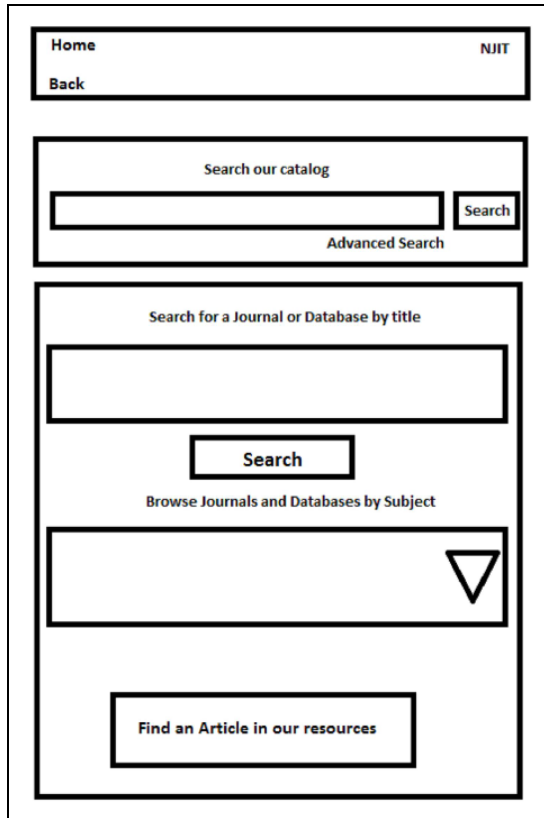 Home
NJIT
Back
Search our catalog
Search
Advanced Search
Search for a Journal or Database by title
Search
Browse Journals and Databases by Subject
Find an Article in our resources